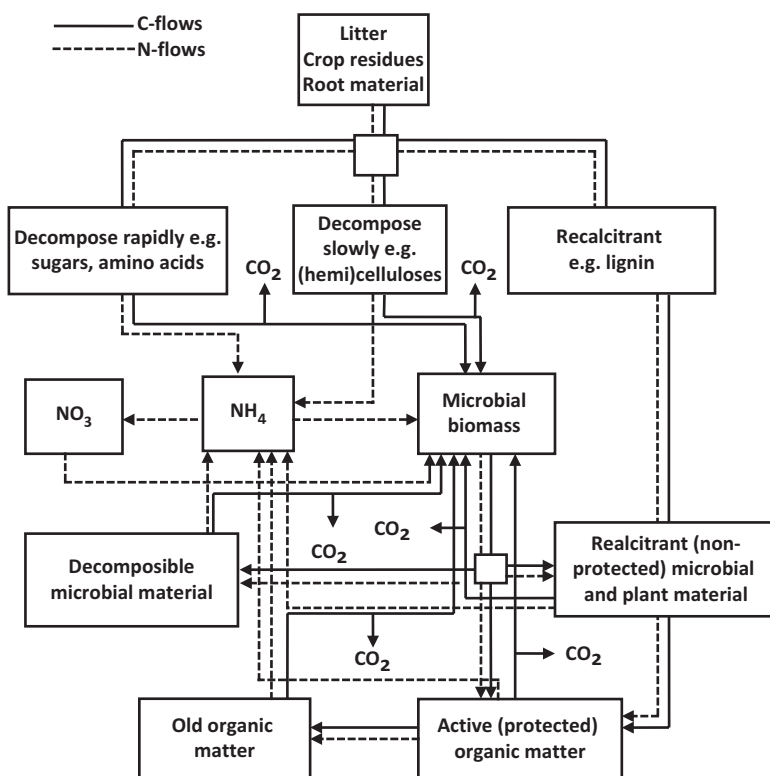 C-flows
N-flows
Litter
Crop residues
Root material
Decompose rapidly e.g.
sugars, amino acids
Decompose
slowly e.g.
(hemi)celluloses
Recalcitrant
e.g. lignin
CO₂
CO₂
NO₃
NH₄
Microbial
biomass
CO₂
CO₂
Decomposible
microbial material
Realcitrant (non-
protected) microbial
and plant material
CO₂
CO₂
Old organic
matter
Active (protected)
organic matter